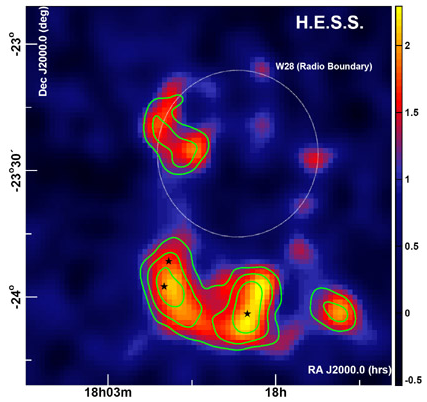 H.E.S.S.
Dec J2000.0 (deg)
W28 (Radio Boundary)
-23°
-23°30'
-24°
RA J2000.0 (hrs)
18h03m
18h
2
1.5
1
0.5
0
-0.5